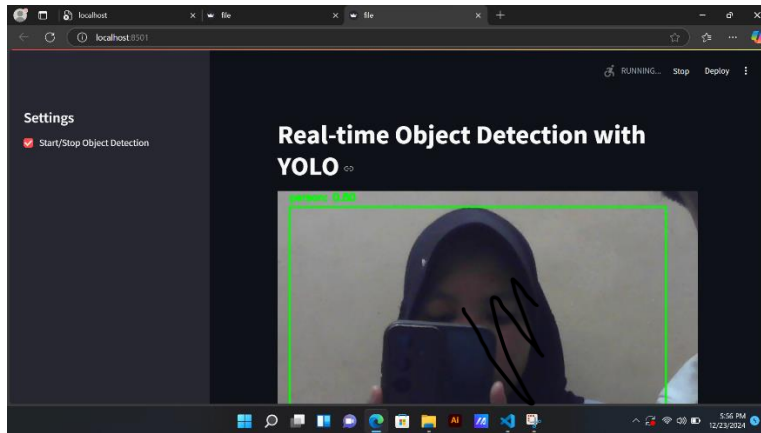 localhost
file
file
localhost:8501
RUNNING...
Stop
Deploy
Settings
Start/Stop Object Detection
Real-time Object Detection with
YOLO
5:56 PM
12/23/2024